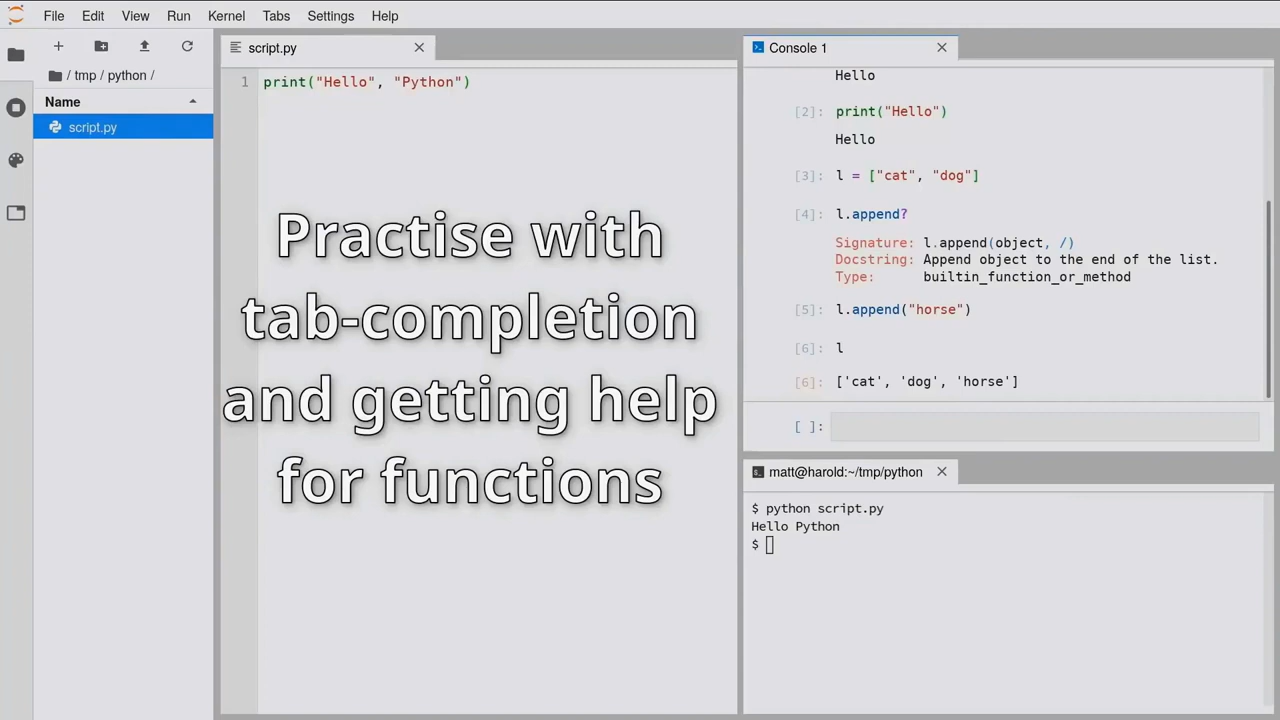 File Edit View Run Kernel Tabs Settings Help
/ tmp / python /
Name
script.py
script.py
1 print("Hello", "Python")
Practise with
tab-completion
and getting help
for functions
Console 1
Hello
[2]: print("Hello")
Hello
[3]: l = ["cat", "dog"]
[4]: l.append?
Signature: l.append(object, /)
Docstring: Append object to the end of the list.
Type: builtin_function_or_method
[5]: l.append("horse")
[6]: l
[6]: ['cat', 'dog', 'horse']
[ ]:
matt@harold:~/tmp/python
$ python script.py
Hello Python
$